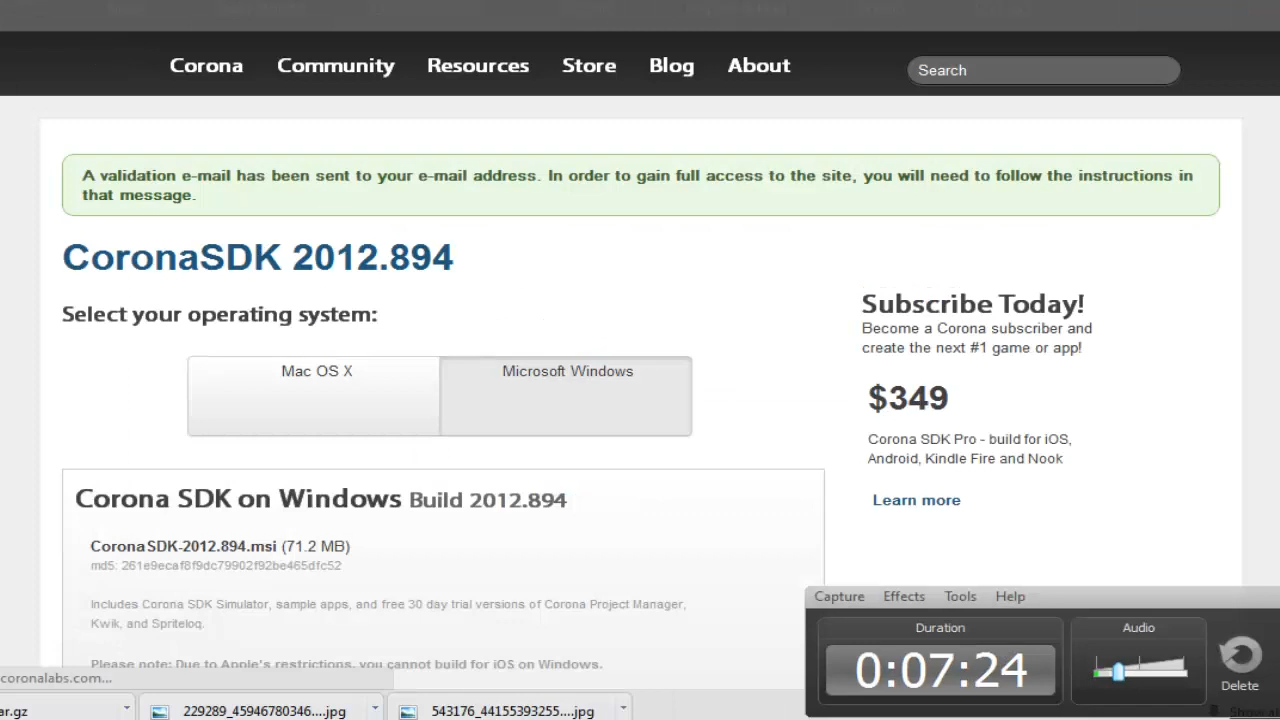 Corona Community Resources Store Blog About Search
A validation e-mail has been sent to your e-mail address. In order to gain full access to the site, you will need to follow the instructions in
that message.
CoronaSDK 2012.894
Select your operating system:
Mac OS X Microsoft Windows
Subscribe Today!
Become a Corona subscriber and
create the next #1 game or app!
$349
Corona SDK Pro - build for iOS,
Android, Kindle Fire and Nook
Learn more
Corona SDK on Windows Build 2012.894
CoronaSDK-2012.894.msi (71.2 MB)
md5: 261e9ecaf8f9dc79902f92be465dfc52
Includes Corona SDK Simulator, sample apps, and free 30 day trial versions of Corona Project Manager,
Kwik, and Spriteloq.
Please note: Due to Apple's restrictions, you cannot build for iOS on Windows.
coronalabs.com...
Capture Effects Tools Help
Duration Audio
0:07:24
Delete
ar.gz 229289_45946780346....jpg 543176_44155393255....jpg